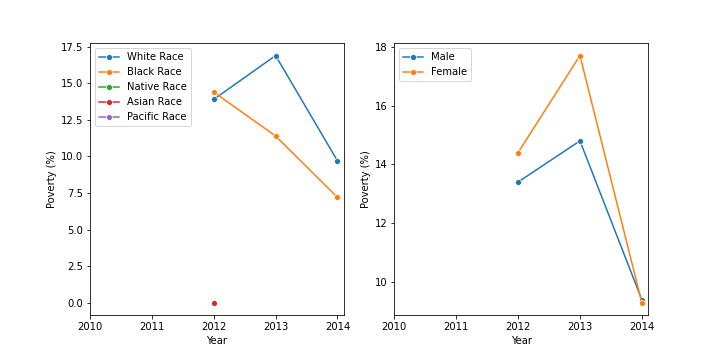 17.5
15.0
12.5
10.0
7.5
5.0
2.5
0.0
Poverty (%)
White Race
Black Race
Native Race
Asian Race
Pacific Race
2010 2011 2012 2013 2014
Year
18
16
14
12
10
Poverty (%)
Male
Female
2010 2011 2012 2013 2014
Year